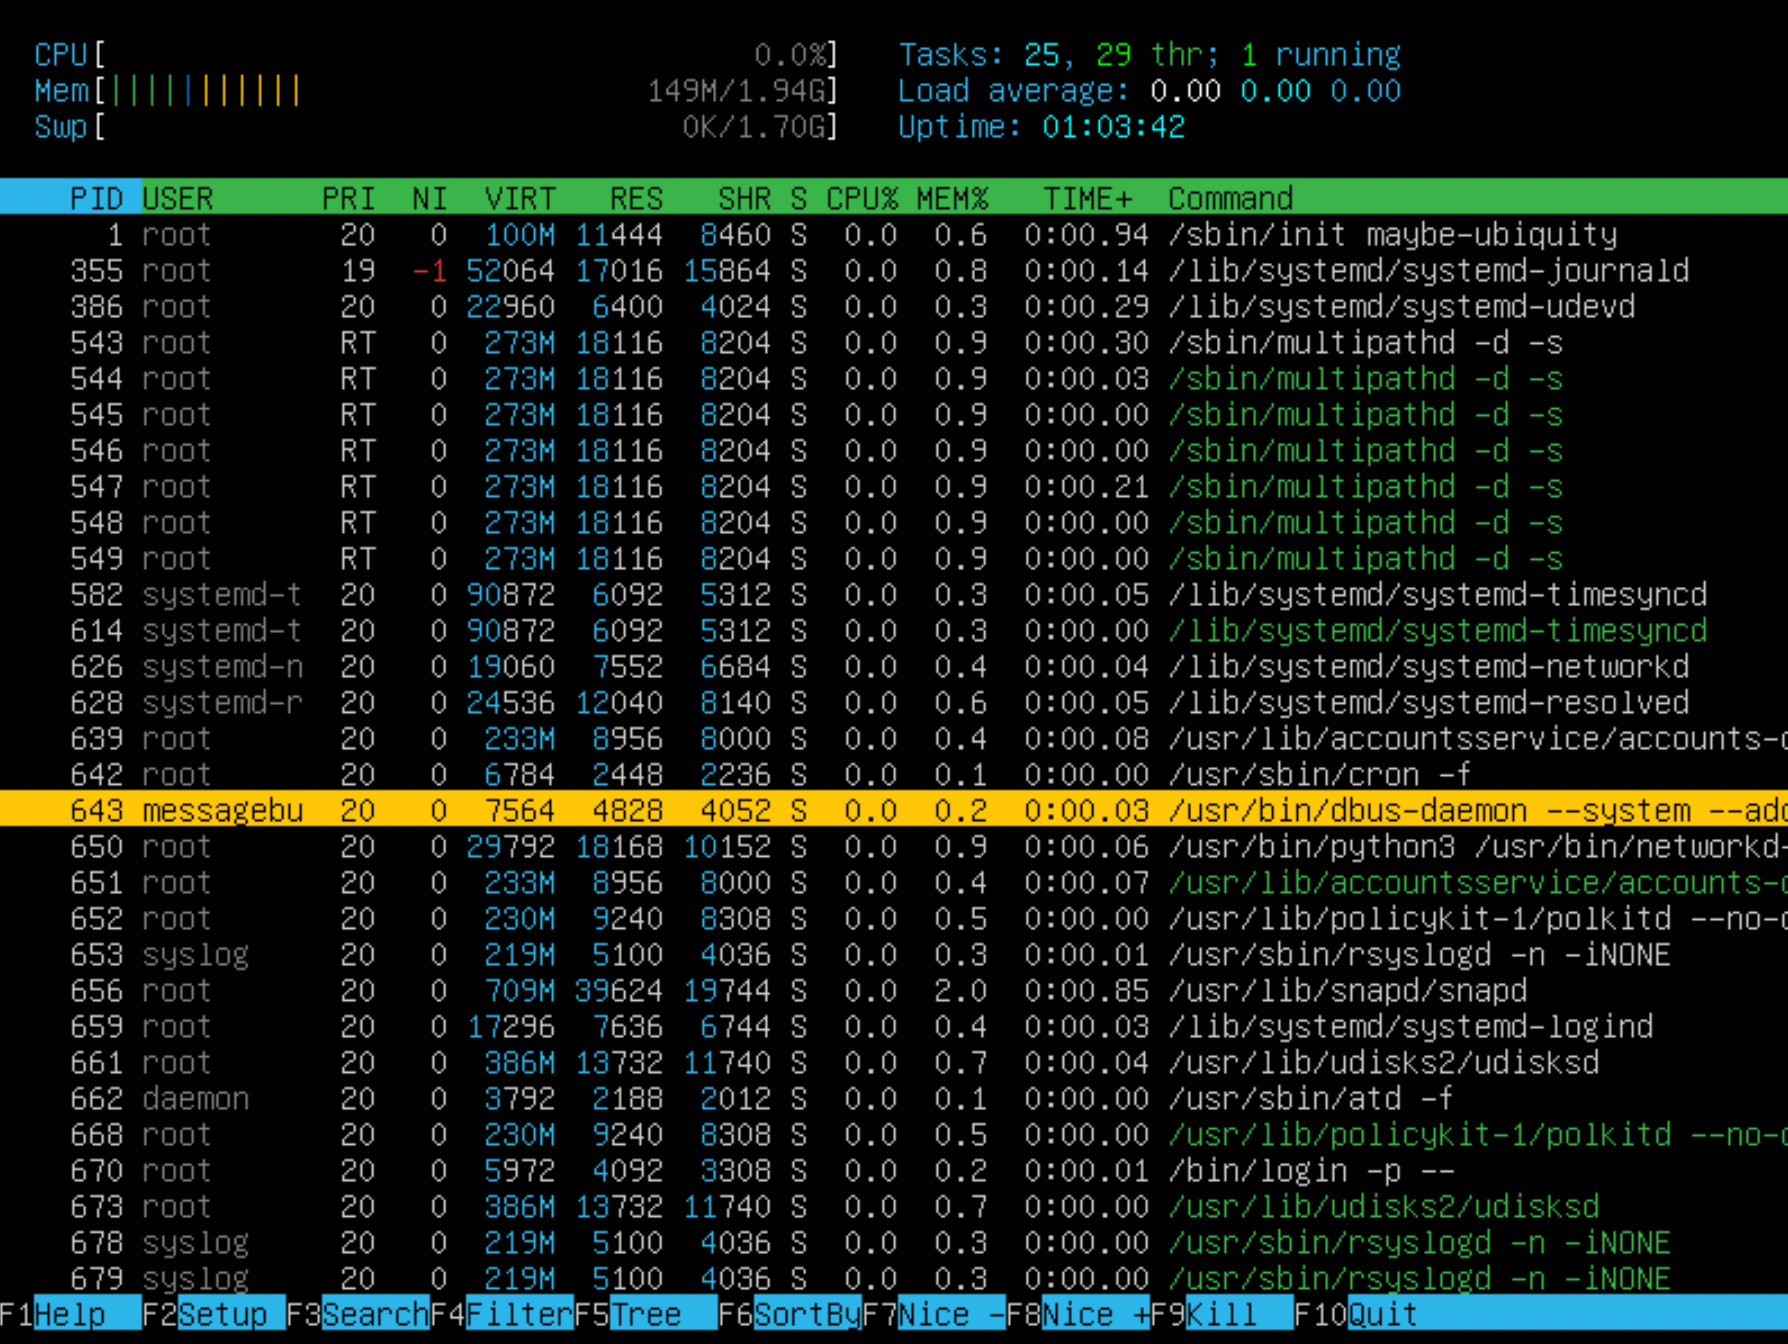 CPU[ 0.0%] Tasks: 25, 29 thr; 1 running
Mem[||||||||||| 149M/1.94G] Load average: 0.00 0.00 0.00
Swp[ 0K/1.70G] Uptime: 01:03:42
PID USER PRI NI VIRT RES SHR S CPU% MEM% TIME+ Command
1 root 20 0 100M 11444 8460 S 0.0 0.6 0:00.94 /sbin/init maybe-ubiquity
355 root 19 -1 52064 17016 15864 S 0.0 0.8 0:00.14 /lib/systemd/systemd-journald
386 root 20 0 22960 6400 4024 S 0.0 0.3 0:00.29 /lib/systemd/systemd-udevd
543 root RT 0 273M 18116 8204 S 0.0 0.9 0:00.30 /sbin/multipathd -d -s
544 root RT 0 273M 18116 8204 S 0.0 0.9 0:00.03 /sbin/multipathd -d -s
545 root RT 0 273M 18116 8204 S 0.0 0.9 0:00.00 /sbin/multipathd -d -s
546 root RT 0 273M 18116 8204 S 0.0 0.9 0:00.00 /sbin/multipathd -d -s
547 root RT 0 273M 18116 8204 S 0.0 0.9 0:00.21 /sbin/multipathd -d -s
548 root RT 0 273M 18116 8204 S 0.0 0.9 0:00.00 /sbin/multipathd -d -s
549 root RT 0 273M 18116 8204 S 0.0 0.9 0:00.00 /sbin/multipathd -d -s
582 systemd-t 20 0 90872 6092 5312 S 0.0 0.3 0:00.05 /lib/systemd/systemd-timesyncd
614 systemd-t 20 0 90872 6092 5312 S 0.0 0.3 0:00.00 /lib/systemd/systemd-timesyncd
626 systemd-n 20 0 19060 7552 6684 S 0.0 0.4 0:00.04 /lib/systemd/systemd-networkd
628 systemd-r 20 0 24536 12040 8140 S 0.0 0.6 0:00.05 /lib/systemd/systemd-resolved
639 root 20 0 233M 8956 8000 S 0.0 0.4 0:00.08 /usr/lib/accountsservice/accounts-d
642 root 20 0 6784 2448 2236 S 0.0 0.1 0:00.00 /usr/sbin/cron -f
643 messagebu 20 0 7564 4828 4052 S 0.0 0.2 0:00.03 /usr/bin/dbus-daemon --system --add
650 root 20 0 29792 18168 10152 S 0.0 0.9 0:00.06 /usr/bin/python3 /usr/bin/networkd-
651 root 20 0 233M 8956 8000 S 0.0 0.4 0:00.07 /usr/lib/accountsservice/accounts-d
652 root 20 0 230M 9240 8308 S 0.0 0.5 0:00.00 /usr/lib/policykit-1/polkitd --no-d
653 syslog 20 0 219M 5100 4036 S 0.0 0.3 0:00.01 /usr/sbin/rsyslogd -n -iNONE
656 root 20 0 709M 39624 19744 S 0.0 2.0 0:00.85 /usr/lib/snapd/snapd
659 root 20 0 17296 7636 6744 S 0.0 0.4 0:00.03 /lib/systemd/systemd-logind
661 root 20 0 386M 13732 11740 S 0.0 0.7 0:00.04 /usr/lib/udisks2/udisksd
662 daemon 20 0 3792 2188 2012 S 0.0 0.1 0:00.00 /usr/sbin/atd -f
668 root 20 0 230M 9240 8308 S 0.0 0.5 0:00.00 /usr/lib/policykit-1/polkitd --no-d
670 root 20 0 5972 4092 3308 S 0.0 0.2 0:00.01 /bin/login -p --
673 root 20 0 386M 13732 11740 S 0.0 0.7 0:00.00 /usr/lib/udisks2/udisksd
678 syslog 20 0 219M 5100 4036 S 0.0 0.3 0:00.00 /usr/sbin/rsyslogd -n -iNONE
679 syslog 20 0 219M 5100 4036 S 0.0 0.3 0:00.00 /usr/sbin/rsyslogd -n -iNONE
F1Help F2Setup F3SearchF4FilterF5Tree F6SortByF7Nice -F8Nice +F9Kill F10Quit